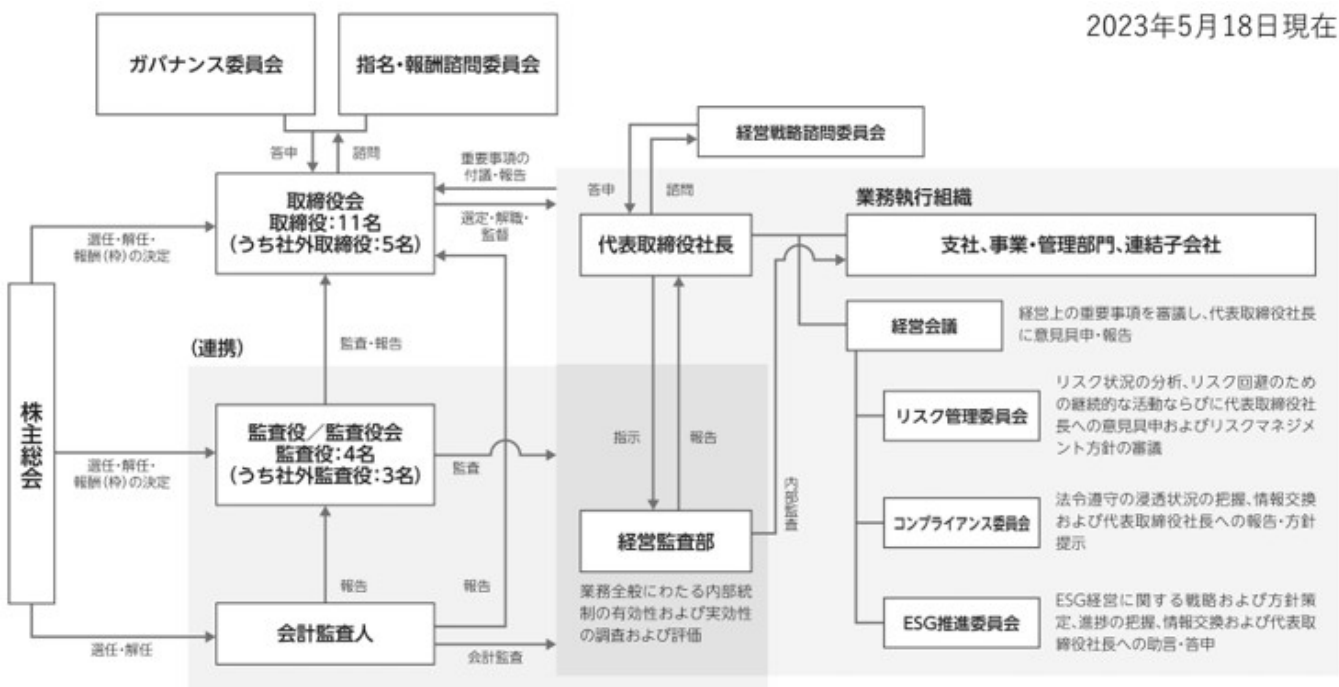 2023年5月18日現在
ガバナンス委員会
指名・報酬諮問委員会
経営戦略諮問委員会
答申
諮問
重要事項の
付議・報告
答申
諮問
業務執行組織
取締役会
取締役：11名
（うち社外取締役：5名）
選定・解職・
監督
代表取締役社長
支社、事業・管理部門、連結子会社
選任・解任・
報酬（枠）の決定
経営会議
経営上の重要事項を審議し、代表取締役社長
に意見具申・報告
（連携）
監査・報告
株主総会
監査役／監査役会
監査役：4名
（うち社外監査役：3名）
選任・解任・
報酬（枠）の決定
監査
指示
報告
リスク管理委員会
リスク状況の分析、リスク回避のため
の継続的な活動ならびに代表取締役社
長への意見具申およびリスクマネジメ
ント方針の審議
内部監査
経営監査部
業務全般にわたる内部統
制の有効性および実効性
の調査および評価
コンプライアンス委員会
法令遵守の浸透状況の把握、情報交換
および代表取締役社長への報告・方針
提示
報告
報告
会計監査人
選任・解任
会計監査
ESG推進委員会
ESG経営に関する戦略および方針策
定、進捗の把握、情報交換および代表取
締役社長への助言・答申